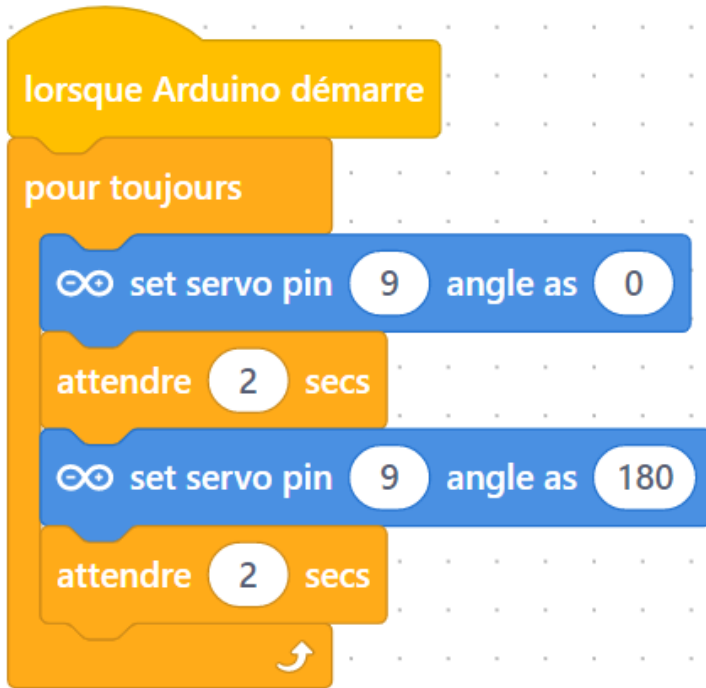 lorsque Arduino démarre
pour toujours
set servo pin 9 angle as 0
attendre 2 secs
set servo pin 9 angle as 180
attendre 2 secs